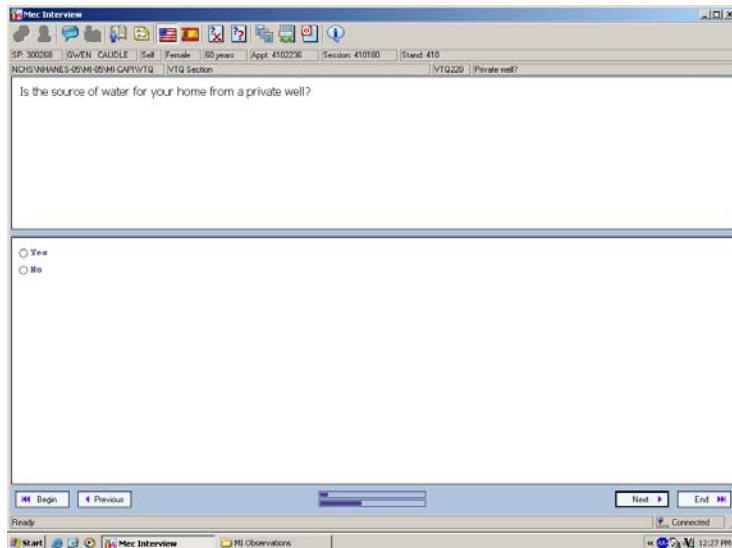 Mec Interview
SP: 300268 GWEN CAUDLE Self Female 60 years Appt: 4102236 Session: 410180 Stand: 410
NCHS\NHANES-05\MI-05\MI-CAPI\VTQ VTQ Section VTQ220 Private well?
Is the source of water for your home from a private well?
Yes
No
Begin Previous Next End
Ready Connected
Start Mec Interview MI Observations 12:27 PM